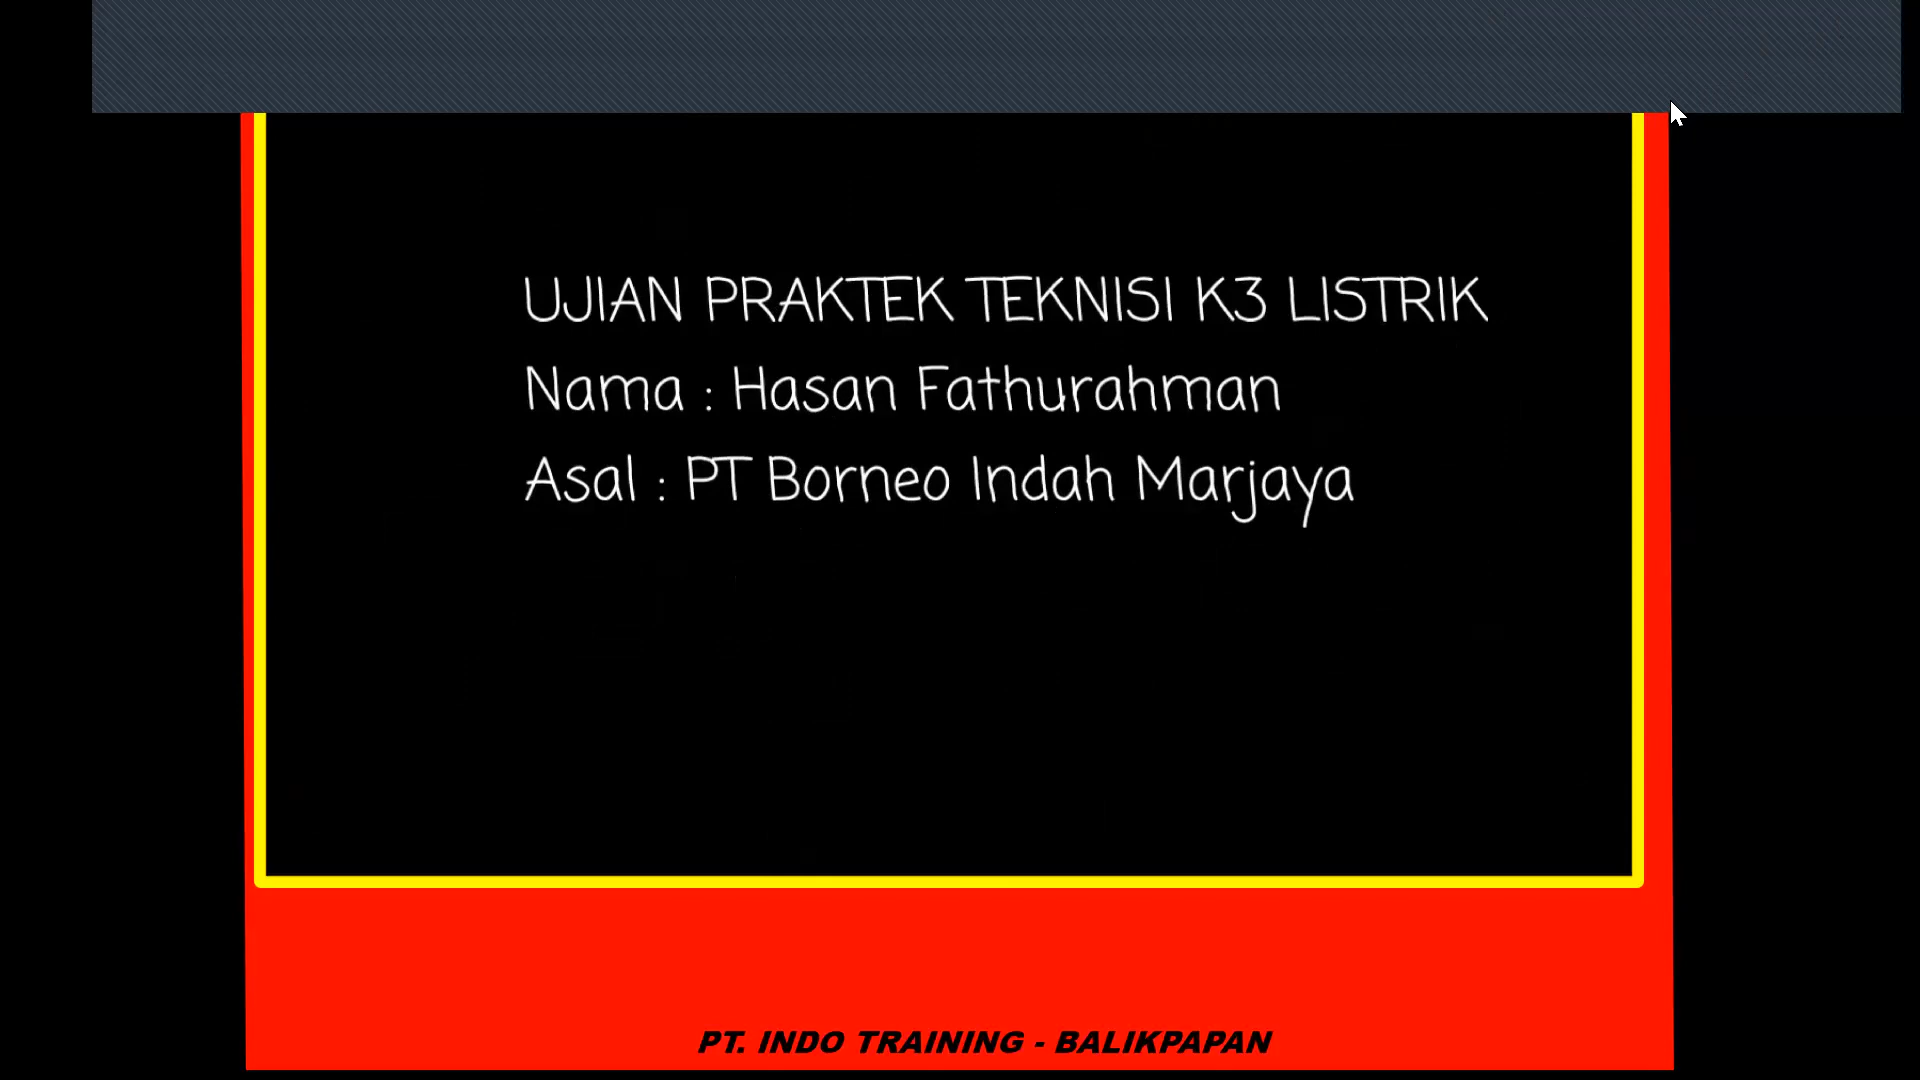 UJIAN PRAKTEK TEKNISI K3 LISTRIK
Nama : Hasan Fathurahman
Asal : PT Borneo Indah Marjaya
PT. INDO TRAINING - BALIKPAPAN